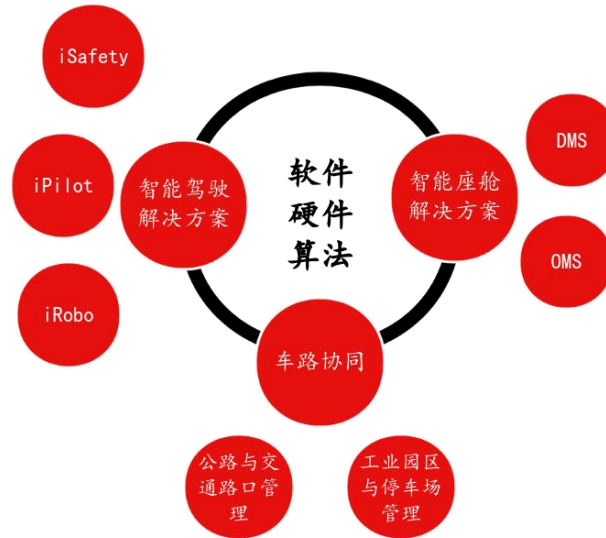 iSafety
iPilot
iRobo
智能驾驶
解决方案
软件
硬件
算法
智能座舱
解决方案
DMS
OMS
车路协同
公路与交
通路口管
理
工业园区
与停车场
管理